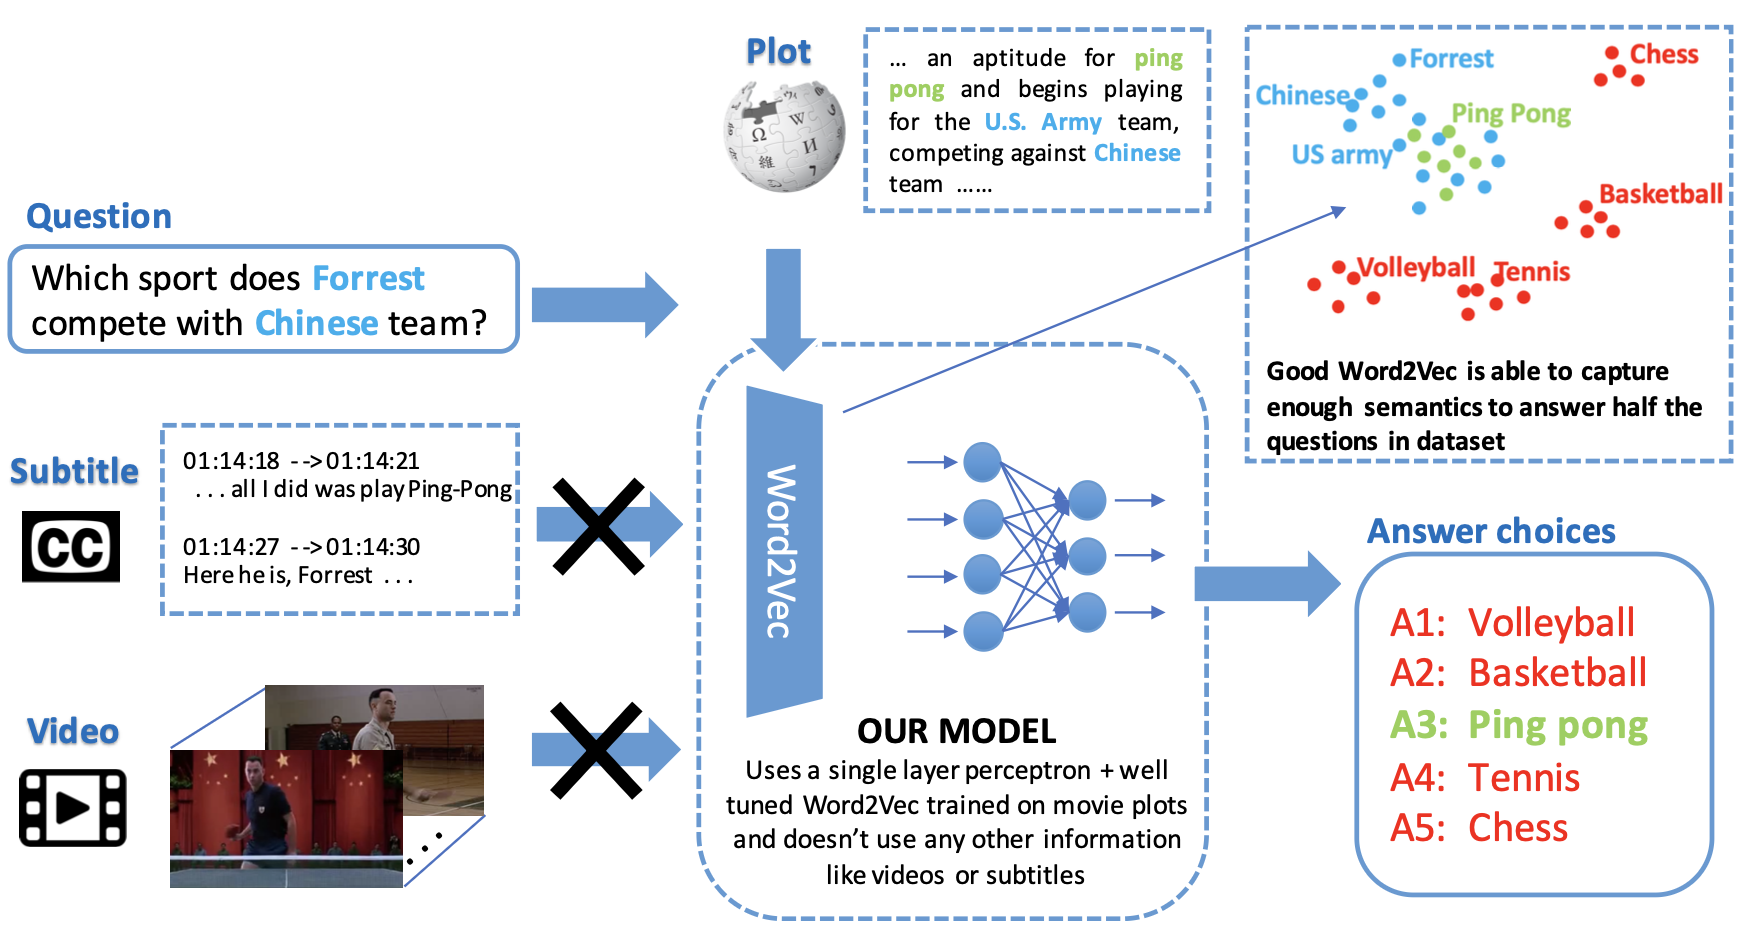 Plot
... an aptitude for ping
pong and begins playing
for the U.S. Army team,
competing against Chinese
team ......
Forrest
Chess
Chinese
Ping Pong
US army
Basketball
Volleyball
Tennis
Good Word2Vec is able to capture
enough semantics to answer half the
questions in dataset
Question
Which sport does Forrest
compete with Chinese team?
Subtitle
CC
01:14:18 -->01:14:21
... all I did was play Ping-Pong
01:14:27 -->01:14:30
Here he is, Forrest ...
Video
Word2Vec
OUR MODEL
Uses a single layer perceptron + well
tuned Word2Vec trained on movie plots
and doesn't use any other information
like videos or subtitles
Answer choices
A1: Volleyball
A2: Basketball
A3: Ping pong
A4: Tennis
A5: Chess